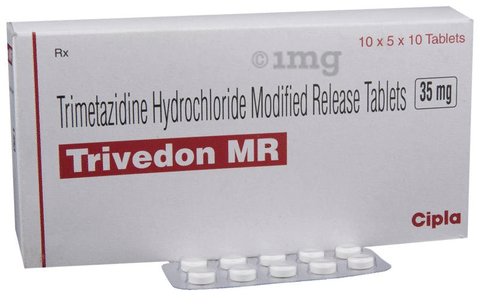 Rx
10 x 5 x 10 Tablets
©1mg
Trimetazidine Hydrochloride Modified Release Tablets 35 mg
Trivedon MR
Cipla